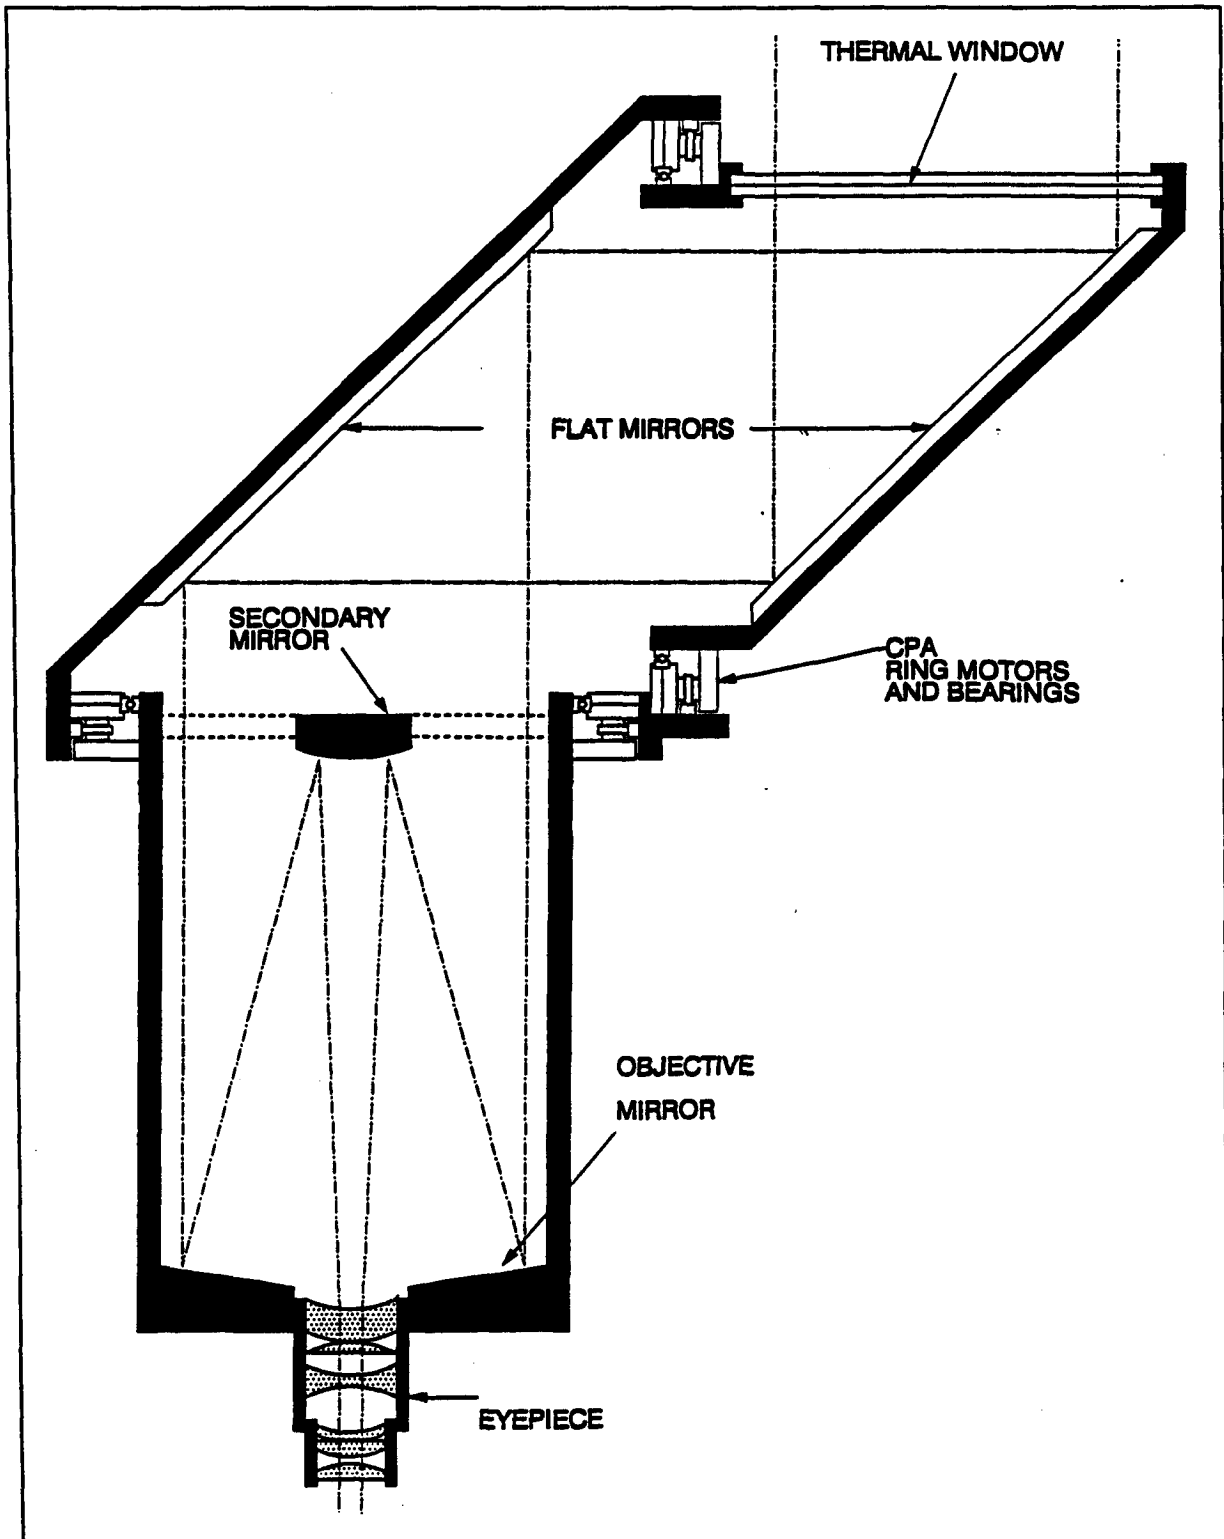 THERMAL WINDOW
FLAT MIRRORS
SECONDARY
MIRROR
CPA
RING MOTORS
AND BEARINGS
OBJECTIVE
MIRROR
EYEPIECE